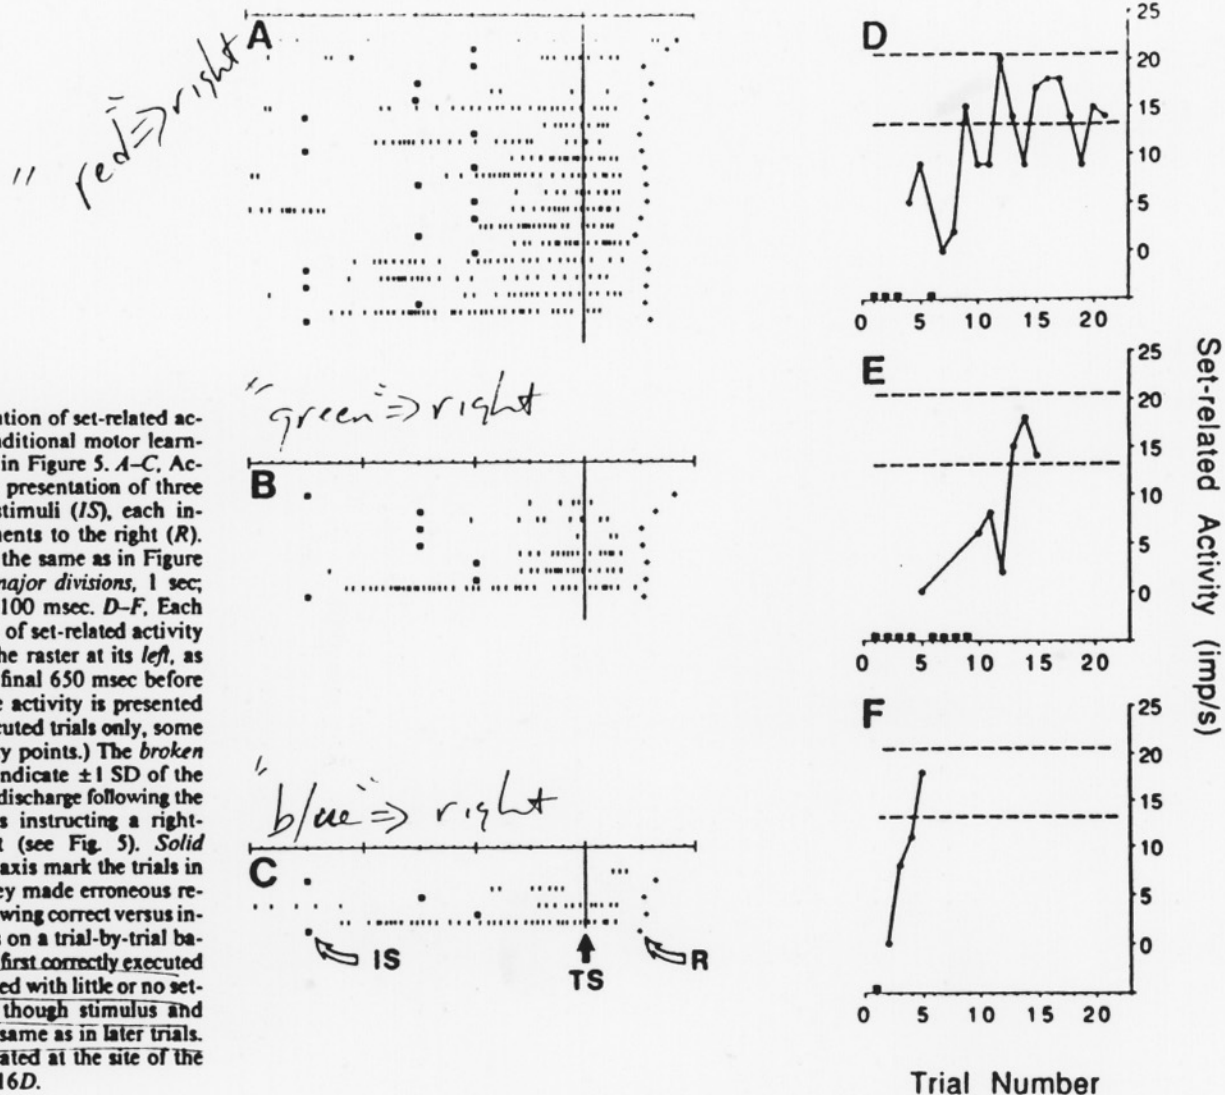 A
D
25
20
15
10
5
0
0 5 10 15 20
" red" => right
"green" => right
B
E
25
20
15
10
5
0
0 5 10 15 20
"blue" => right
C
IS
TS
R
F
25
20
15
10
5
0
0 5 10 15 20
Set-related Activity (imp/s)
Trial Number
tion of set-related ac-
ditional motor learn-
in Figure 5. A–C, Ac-
presentation of three
stimuli (IS), each in-
ents to the right (R).
the same as in Figure
major divisions, 1 sec;
100 msec. D–F, Each
of set-related activity
he raster at its left, as
final 650 msec before
e activity is presented
cuted trials only, some
ry points.) The broken
ndicate ±1 SD of the
discharge following the
s instructing a right-
t (see Fig. 5). Solid
axis mark the trials in
ey made erroneous re-
wing correct versus in-
s on a trial-by-trial ba-
first correctly executed
ed with little or no set-
though stimulus and
same as in later trials.
ated at the site of the
16D.